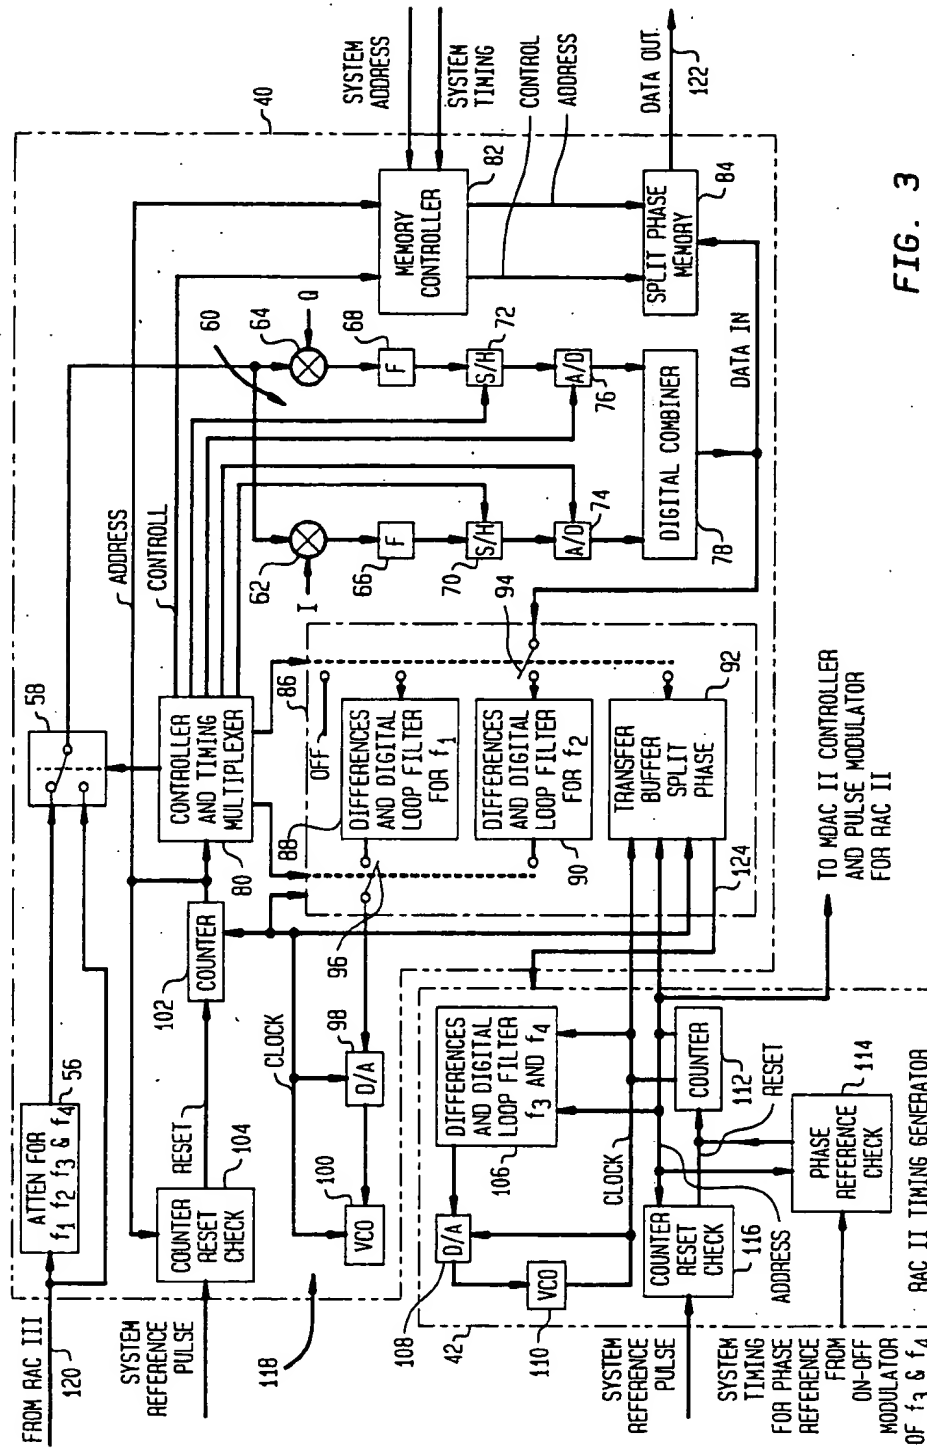 FROM RAC III
120
ATTEN FOR
f1 f2 f3 & f4
56
58
ADDRESS
CONTROLL
60
40
SYSTEM
ADDRESS
SYSTEM
TIMING
SYSTEM
REFERENCE
PULSE
COUNTER
RESET
CHECK
104
RESET
102
COUNTER
CONTROLLER
AND TIMING
MULTIPLEXER
80
62
I
64
Q
MEMORY
CONTROLLER
82
CONTROL
ADDRESS
66
F
68
F
70
S/H
72
S/H
74
A/D
76
A/D
DIGITAL COMBINER
78
SPLIT PHASE
MEMORY
84
DATA OUT.
122
DATA IN
118
CLOCK
VCO
100
D/A
98
96
86
OFF
94
88
DIFFERENCES
AND DIGITAL
LOOP FILTER
FOR f1
DIFFERENCES
AND DIGITAL
LOOP FILTER
FOR f2
90
TRANSFER
BUFFER
SPLIT
PHASE
92
124
42
108
D/A
110
VCO
106
DIFFERENCES
AND DIGITAL
LOOP FILTER
f3 AND f4
CLOCK
SYSTEM
REFERENCE
PULSE
COUNTER
RESET
CHECK
116
ADDRESS
COUNTER
112
RESET
PHASE
REFERENCE
CHECK
114
SYSTEM
TIMING
FOR PHASE
REFERENCE
FROM
ON-OFF
MODULATOR
OF f3 & f4
RAC II TIMING GENERATOR
TO MDAC II CONTROLLER
AND PULSE MODULATOR
FOR RAC II
FIG. 3